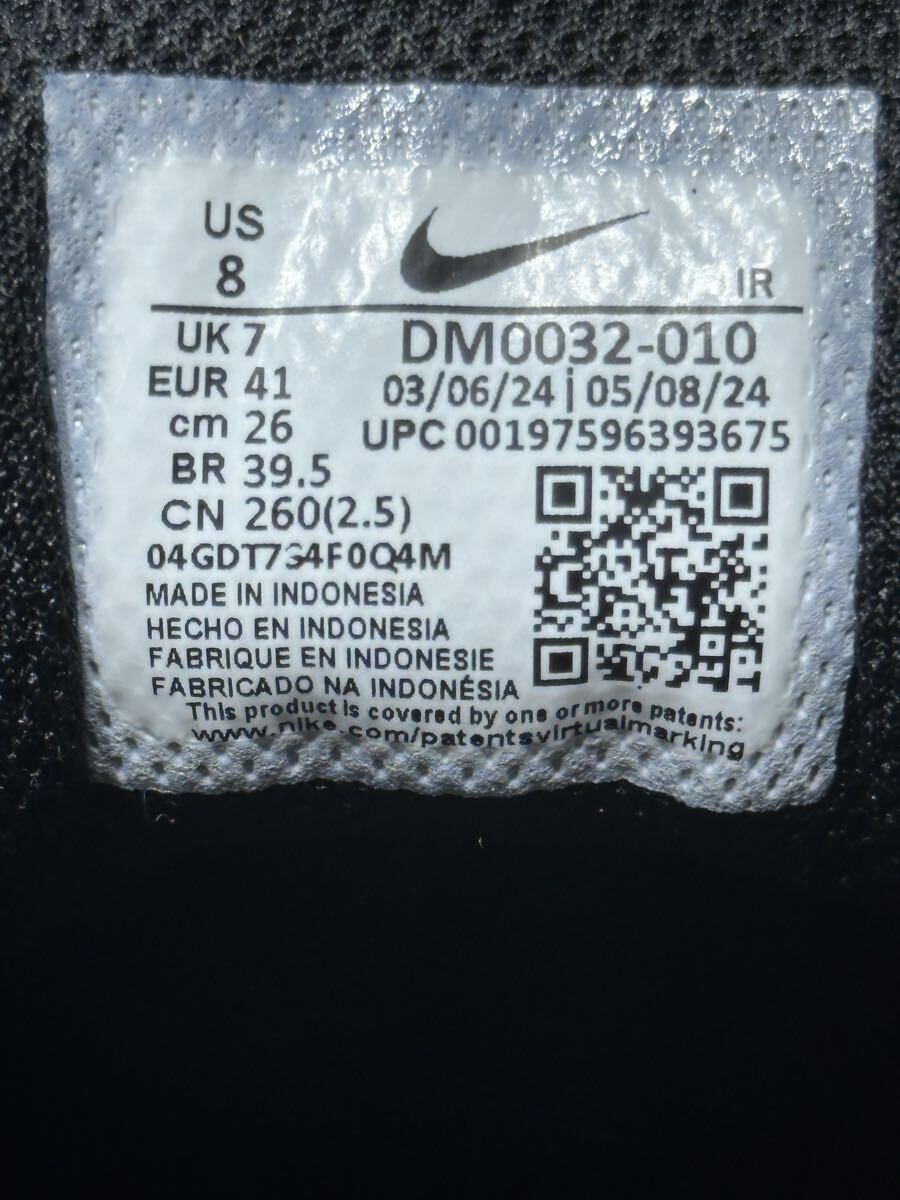 US
8
IR
UK 7
EUR 41
cm 26
BR 39.5
CN 260(2.5)
DM0032-010
03/06/24 | 05/08/24
UPC 00197596393675
04GDT734F0Q4M
MADE IN INDONESIA
HECHO EN INDONESIA
FABRIQUE EN INDONESIE
FABRICADO NA INDONÉSIA
This product is covered by one or more patents:
www.nike.com/patentsvirtualmarking